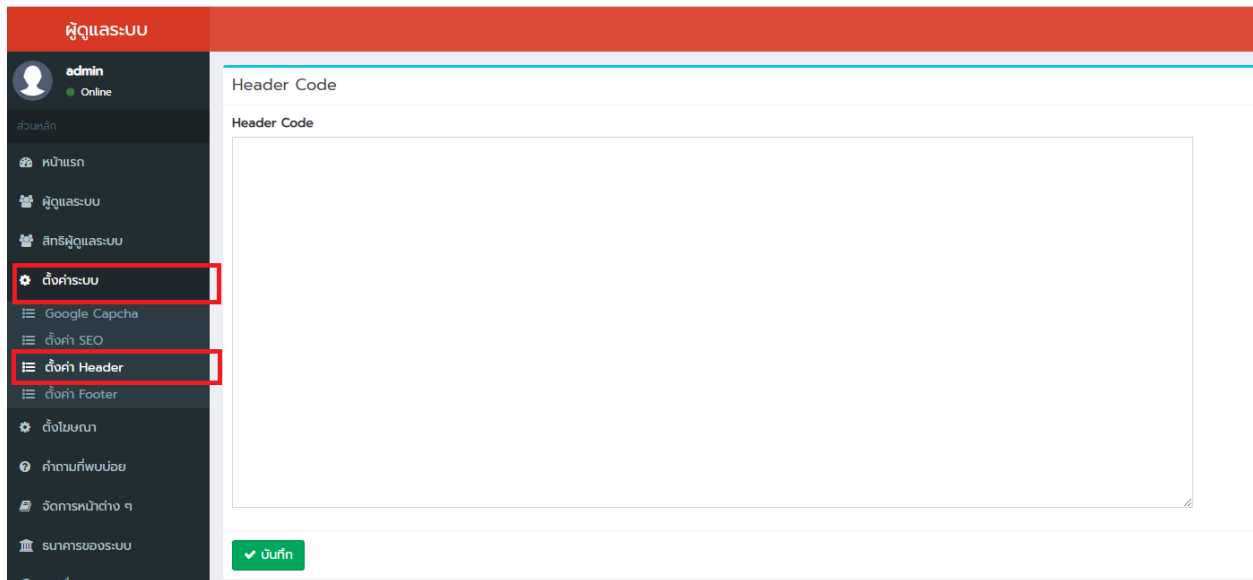 ผู้ดูแลระบบ
admin
Online
ส่วนหลัก
หน้าแรก
ผู้ดูแลระบบ
สิทธิผู้ดูแลระบบ
ตั้งค่าระบบ
Google Capcha
ตั้งค่า SEO
ตั้งค่า Header
ตั้งค่า Footer
ตั้งโฆษณา
คำถามที่พบบ่อย
จัดการหน้าต่าง ๆ
ธนาคารของระบบ
Header Code
Header Code
บันทึก